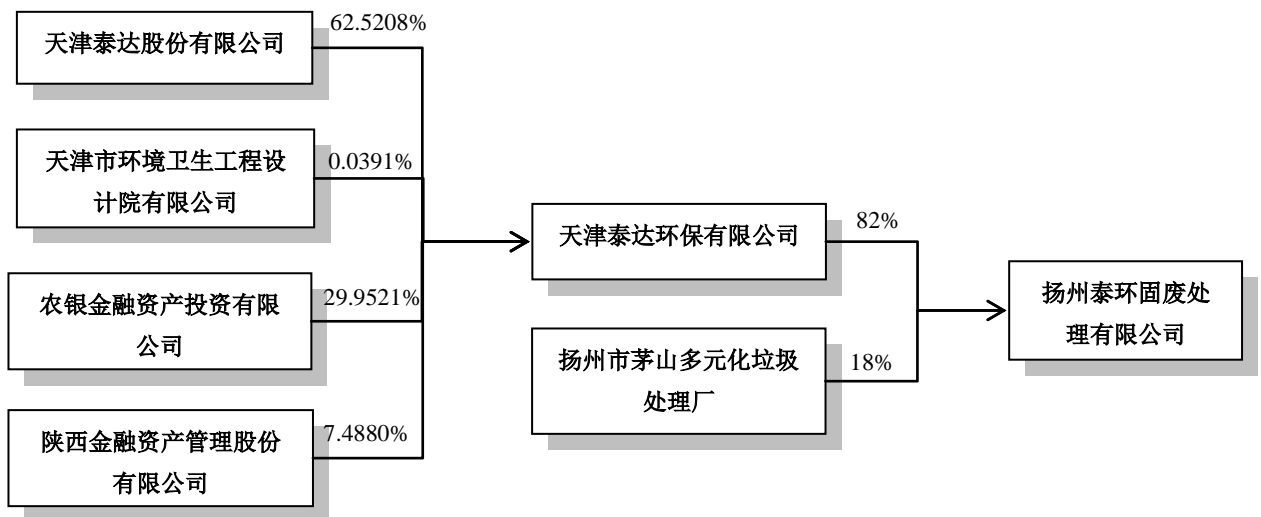 天津泰达股份有限公司
62.5208%
天津市环境卫生工程设
计院有限公司
0.0391%
农银金融资产投资有限
公司
29.9521%
陕西金融资产管理股份
有限公司
7.4880%
天津泰达环保有限公司
82%
扬州市茅山多元化垃圾
处理厂
18%
扬州泰环固废处
理有限公司